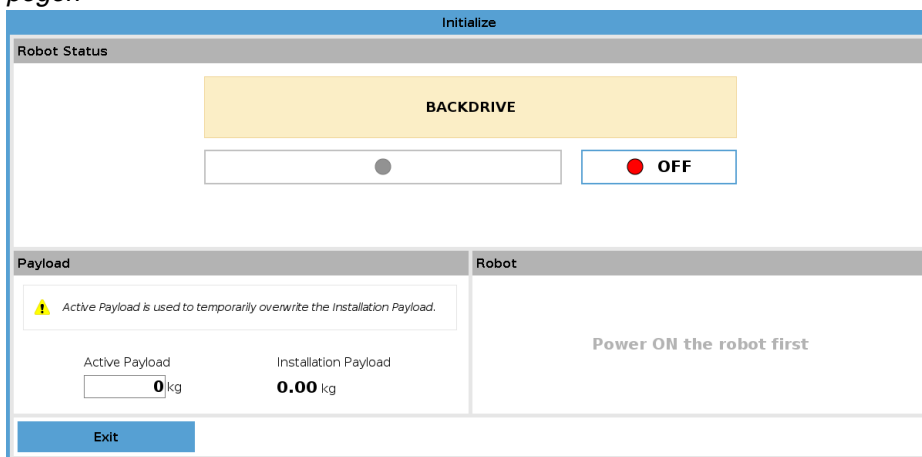 Initialize
Robot Status
BACKDRIVE
OFF
Payload
Active Payload is used to temporarily overwrite the Installation Payload.
Active Payload
0 kg
Installation Payload
0.00 kg
Robot
Power ON the robot first
Exit